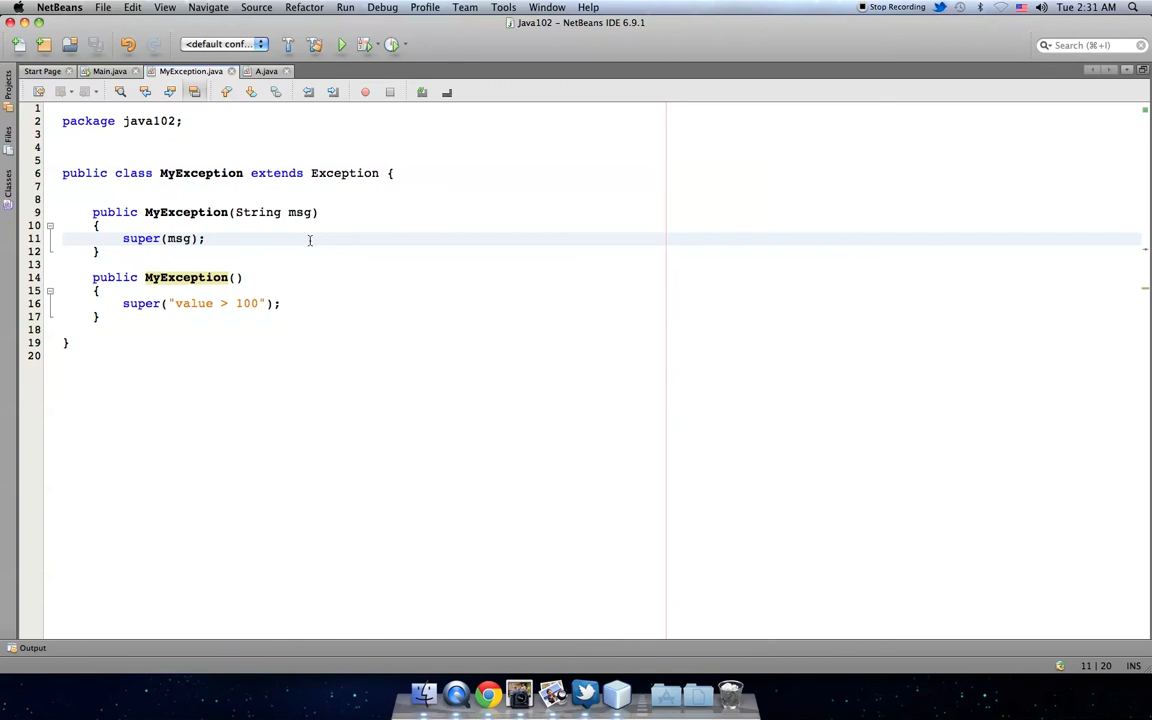 NetBeans File Edit View Navigate Source Refactor Run Debug Profile Team Tools Window Help Stop Recording Tue 2:31 AM
Java102 - NetBeans IDE 6.9.1
<default conf... Search (⌘+I)
Start Page Main.java MyException.java A.java
Projects
Files
Classes
1
2 package java102;
3
4
5
6 public class MyException extends Exception {
7
8
9 public MyException(String msg)
10 {
11 super(msg);
12 }
13
14 public MyException()
15 {
16 super("value > 100");
17 }
18
19 }
20
Output
11 | 20 INS